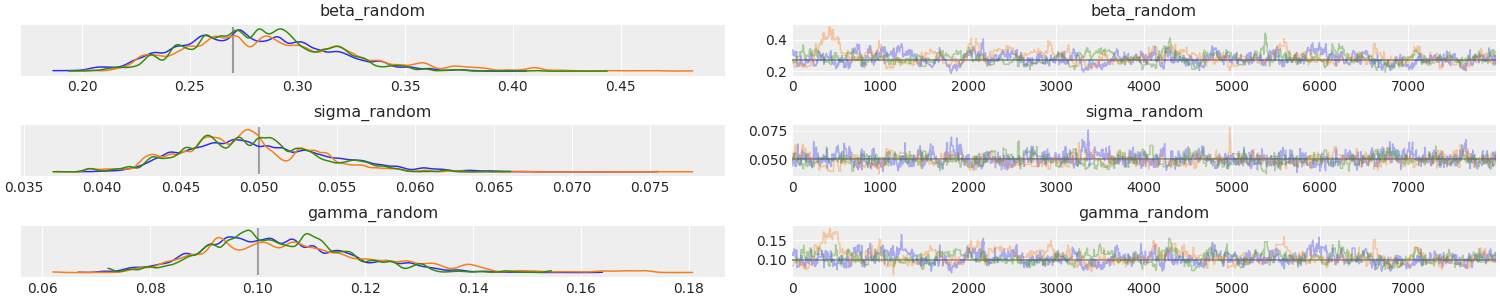 beta_random beta_random
0.4
0.2
0.20 0.25 0.30 0.35 0.40 0.45 0 1000 2000 3000 4000 5000 6000 7000
sigma_random sigma_random
0.075
0.050
0.035 0.040 0.045 0.050 0.055 0.060 0.065 0.070 0.075 0 1000 2000 3000 4000 5000 6000 7000
gamma_random gamma_random
0.15
0.10
0.06 0.08 0.10 0.12 0.14 0.16 0.18 0 1000 2000 3000 4000 5000 6000 7000